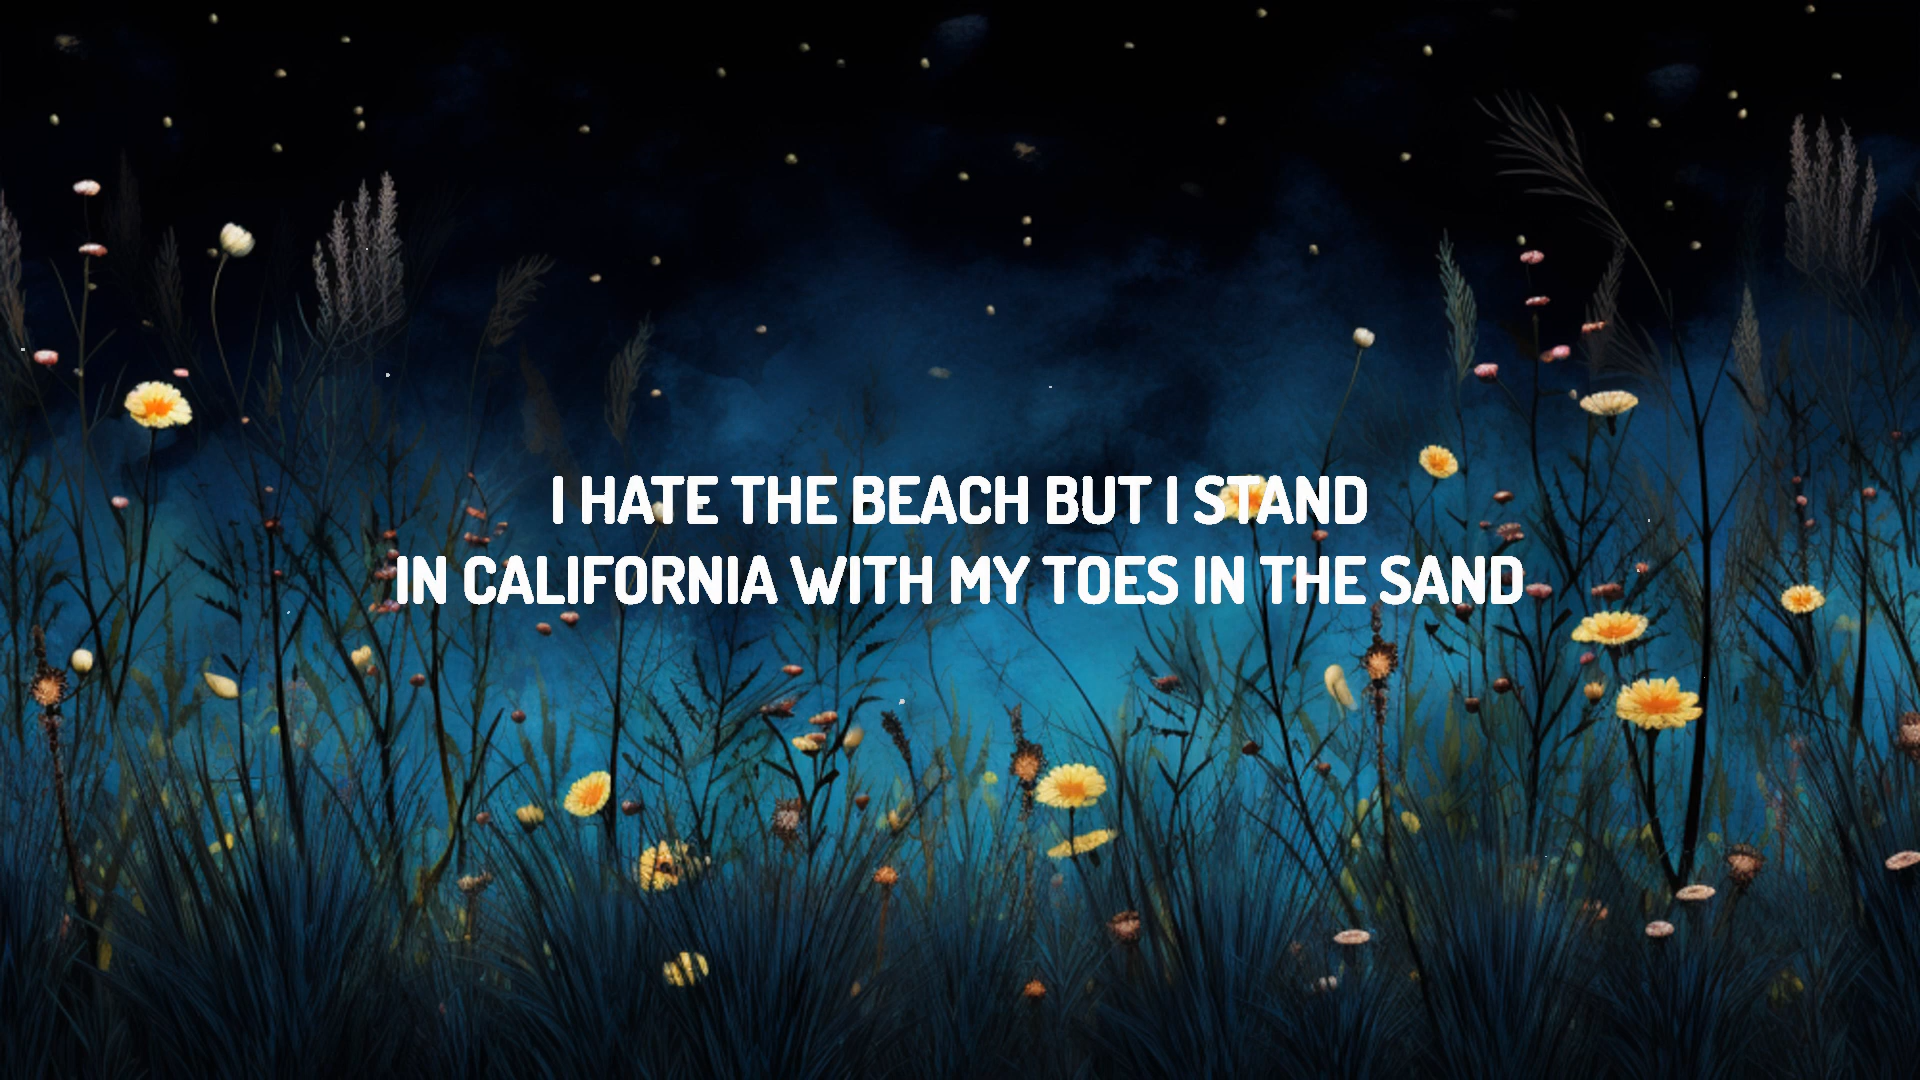 I HATE THE BEACH BUT I STAND
IN CALIFORNIA WITH MY TOES IN THE SAND